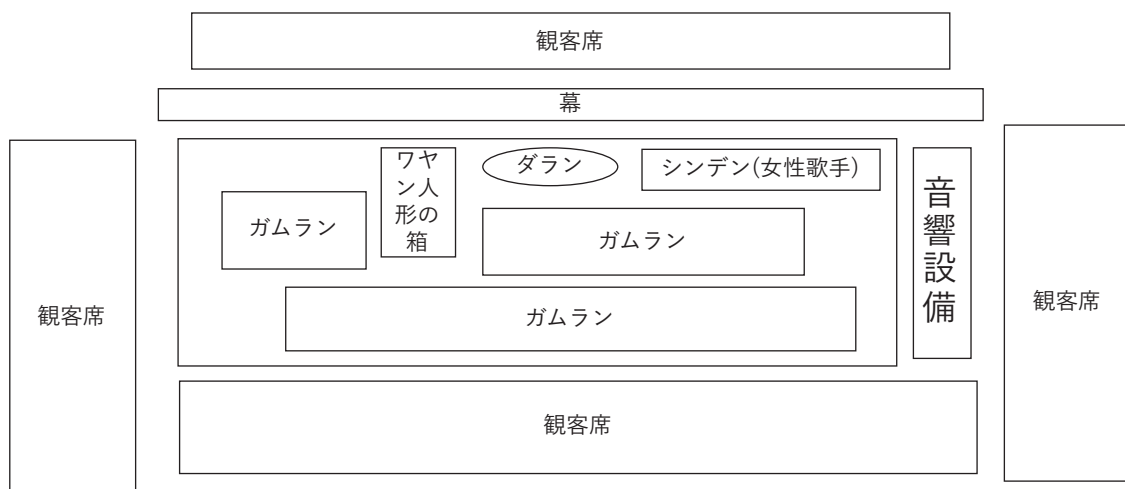 観客席
幕
ワヤ
ン人
形の
箱
ダラン
シンデン(女性歌手)
音響設備
ガムラン
ガムラン
観客席
ガムラン
観客席
観客席